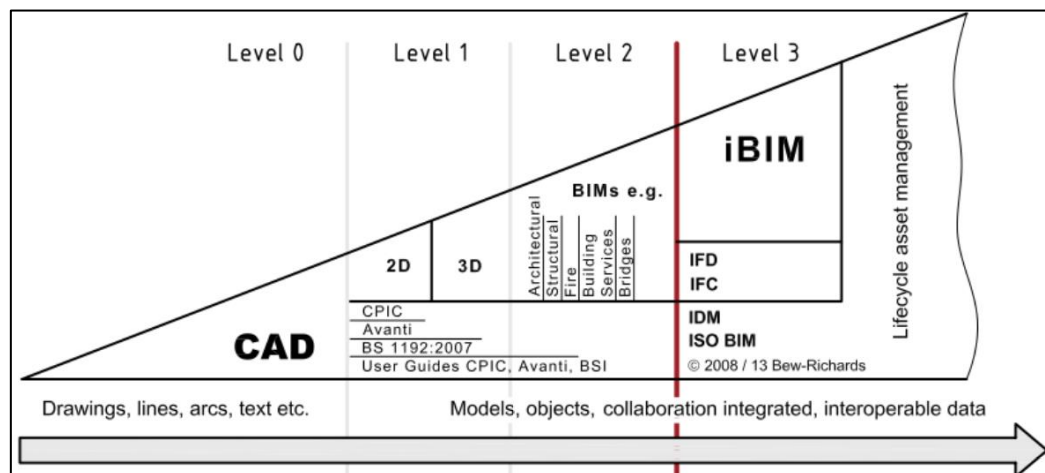 Level 0
Level 1
Level 2
Level 3
iBIM
BIMs e.g.
Architectural
Structural
Fire
Building
Services
Bridges
Lifecycle asset management
2D
3D
IFD
IFC
CPIC
Avanti
BS 1192:2007
User Guides CPIC, Avanti, BSI
CAD
IDM
ISO BIM
© 2008 / 13 Bew-Richards
Drawings, lines, arcs, text etc.
Models, objects, collaboration integrated, interoperable data